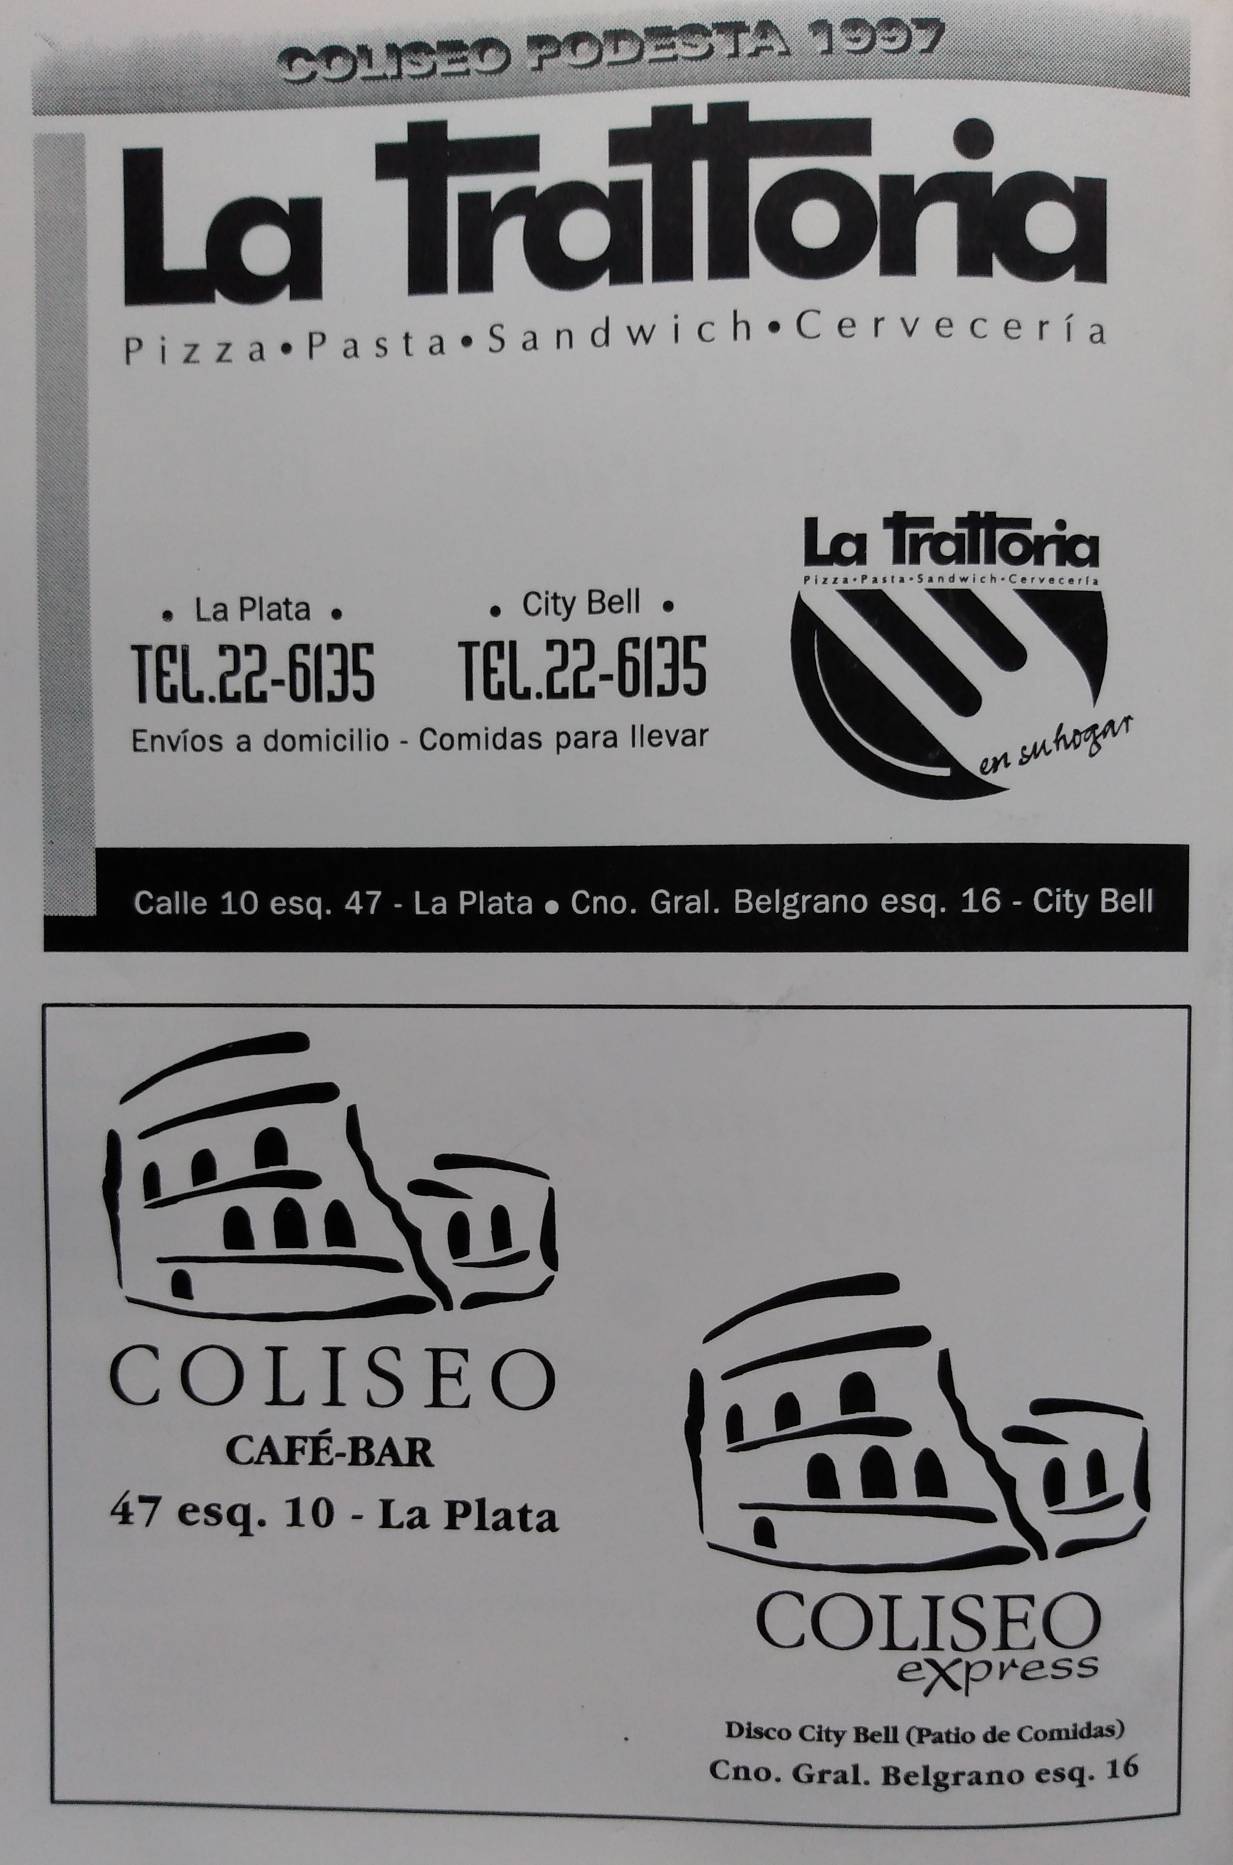 COLISEO PODESTA 1997
La Trattoria
Pizza•Pasta•Sandwich•Cervecería
La Trattoria
Pizza•Pasta•Sandwich•Cervecería
en su hogar
• La Plata •
TEL.22-6135
• City Bell •
TEL.22-6135
Envíos a domicilio - Comidas para llevar
Calle 10 esq. 47 - La Plata • Cno. Gral. Belgrano esq. 16 - City Bell
COLISEO
CAFÉ-BAR
47 esq. 10 - La Plata
COLISEO
express
Disco City Bell (Patio de Comidas)
Cno. Gral. Belgrano esq. 16